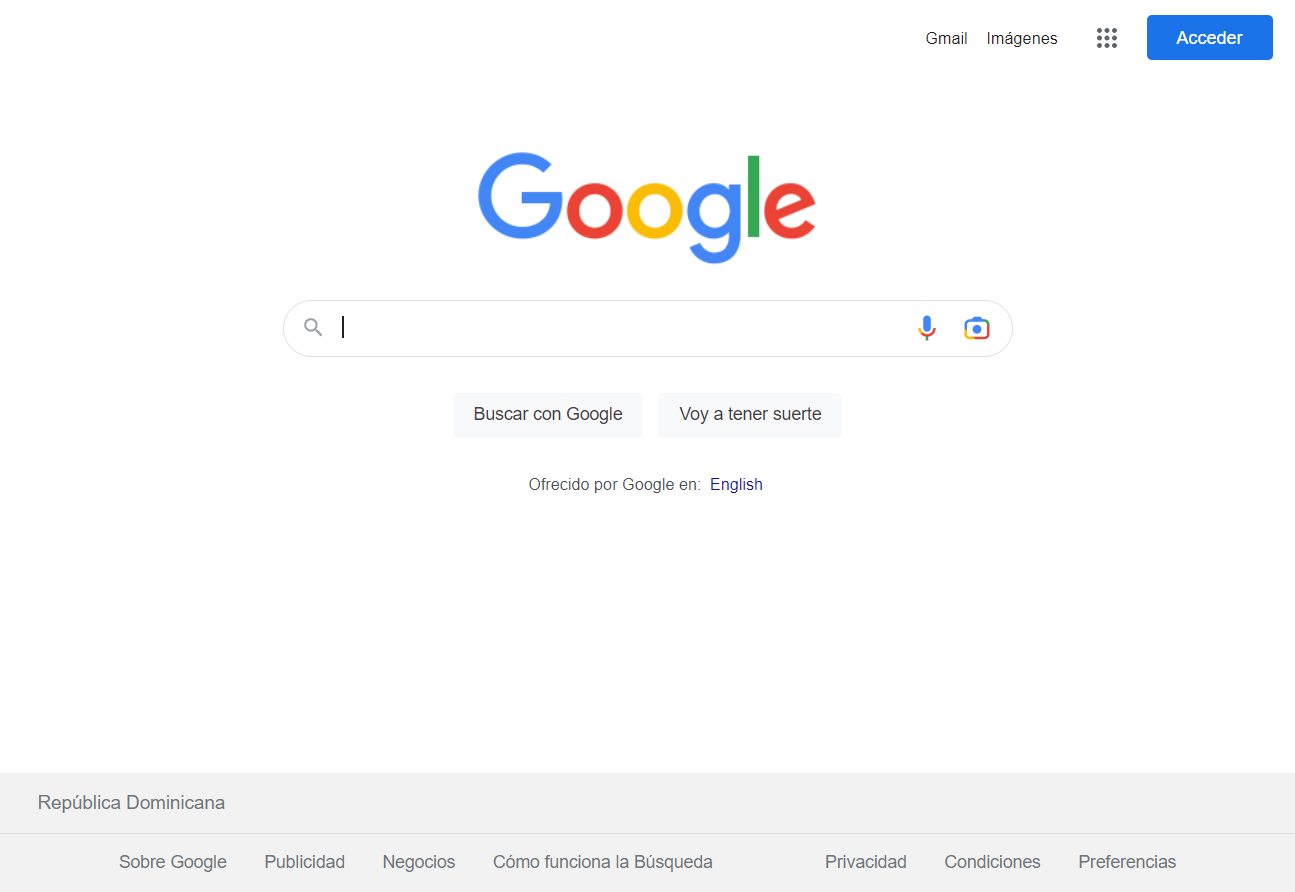 Gmail Imágenes Acceder
Google
Buscar con Google Voy a tener suerte
Ofrecido por Google en: English
República Dominicana
Sobre Google Publicidad Negocios Cómo funciona la Búsqueda Privacidad Condiciones Preferencias